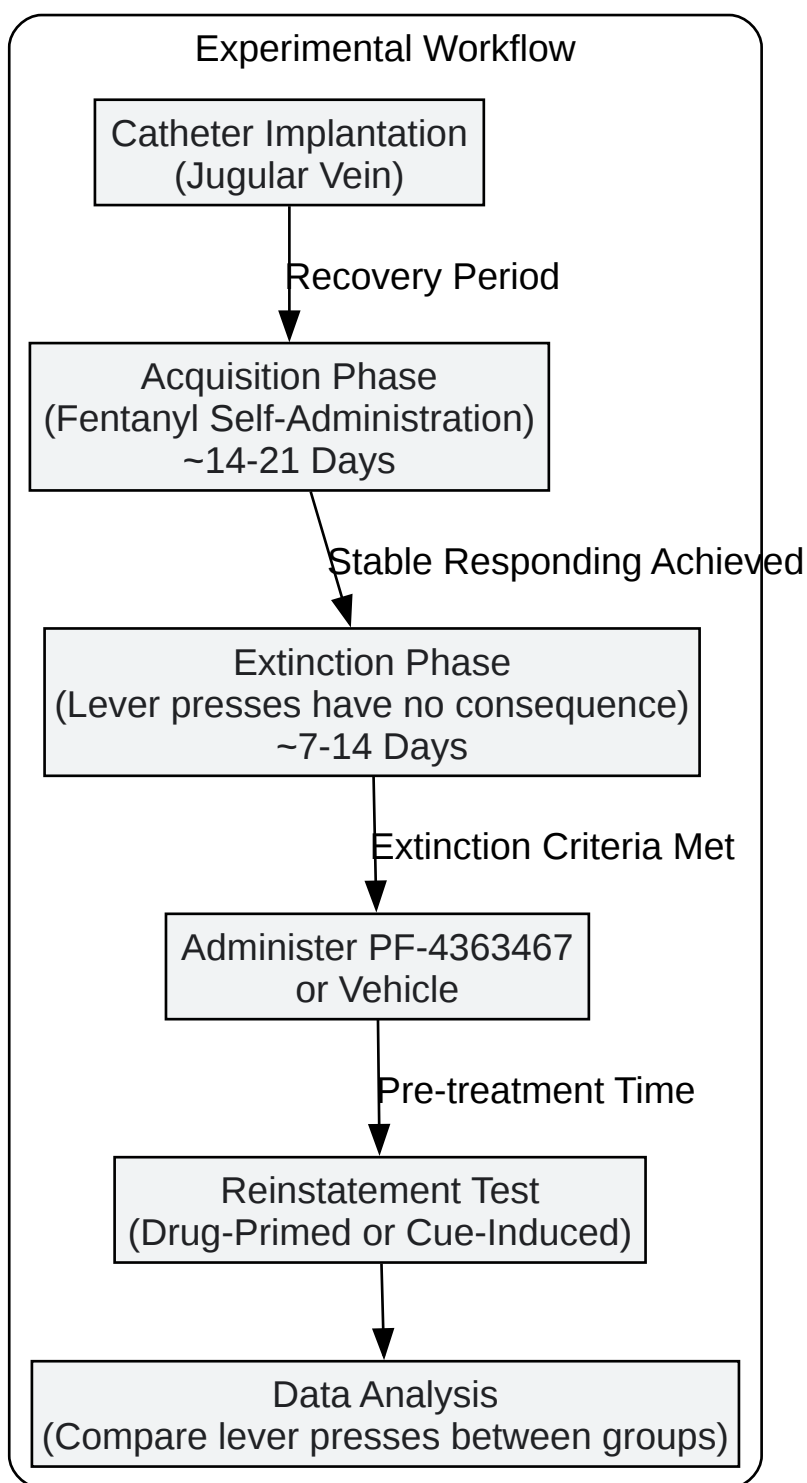 Experimental Workflow
Catheter Implantation
(Jugular Vein)
Recovery Period
Acquisition Phase
(Fentanyl Self-Administration)
~14-21 Days
Stable Responding Achieved
Extinction Phase
(Lever presses have no consequence)
~7-14 Days
Extinction Criteria Met
Administer PF-4363467
or Vehicle
Pre-treatment Time
Reinstatement Test
(Drug-Primed or Cue-Induced)
Data Analysis
(Compare lever presses between groups)